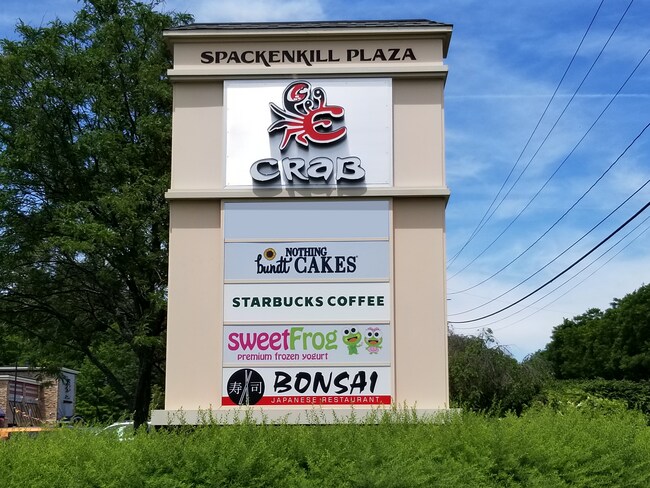 SPACKENKILL PLAZA
CRAB
NOTHING
bundt CAKES
STARBUCKS COFFEE
sweetFrog
premium frozen yogurt
寿司 BONSAI
JAPANESE RESTAURANT